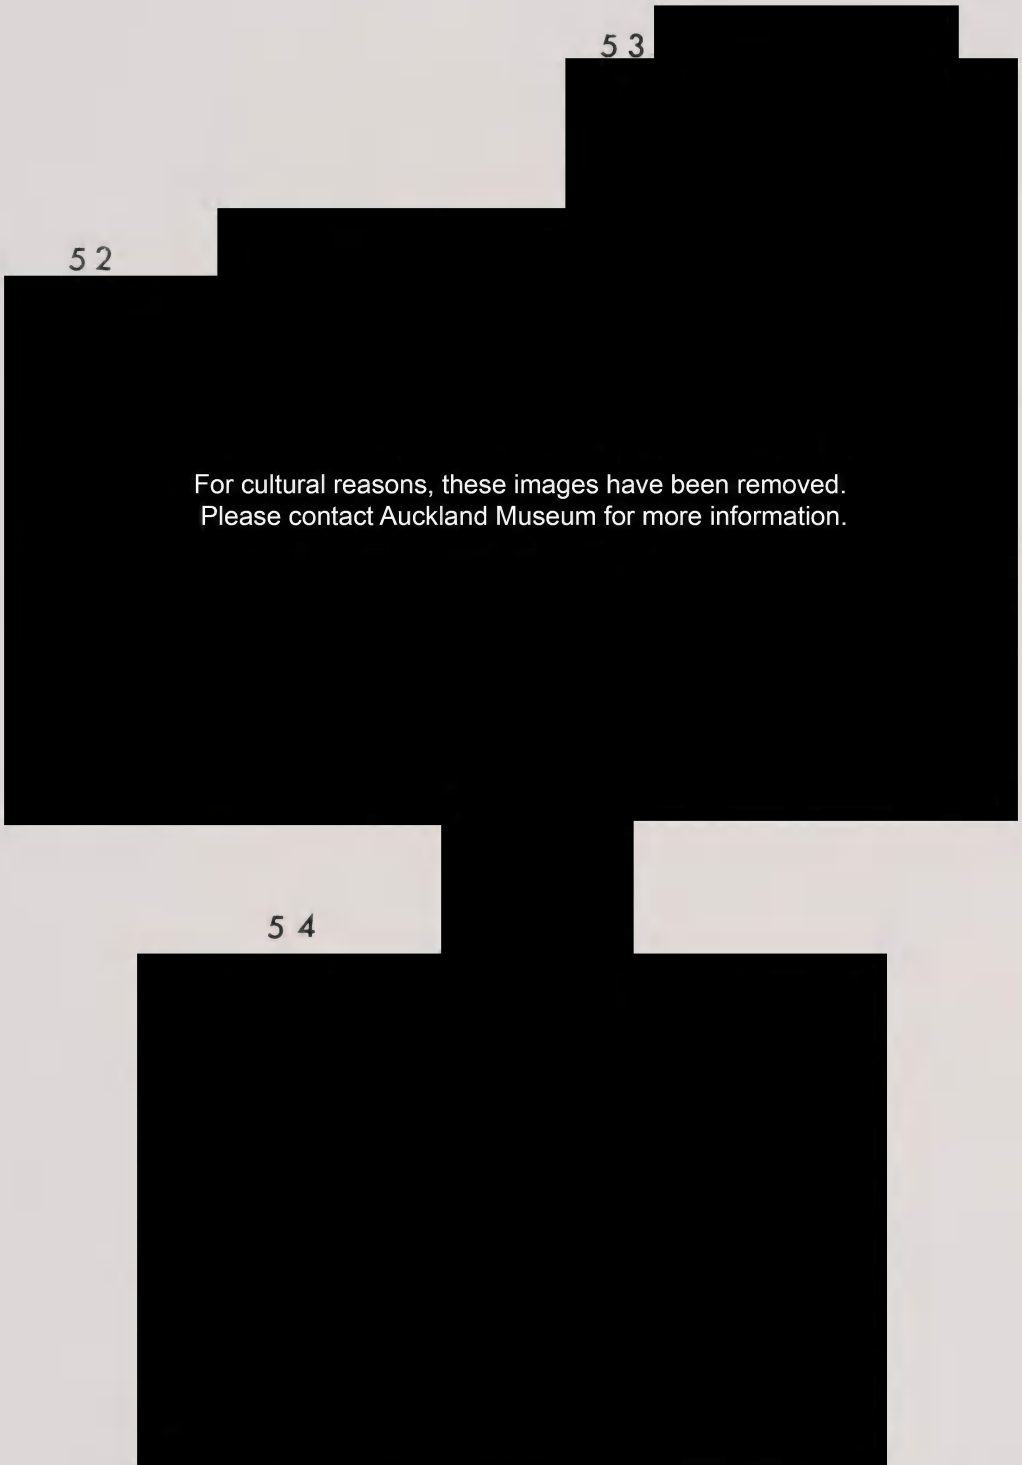 53
52
For cultural reasons, these images have been removed.
Please contact Auckland Museum for more information.
54